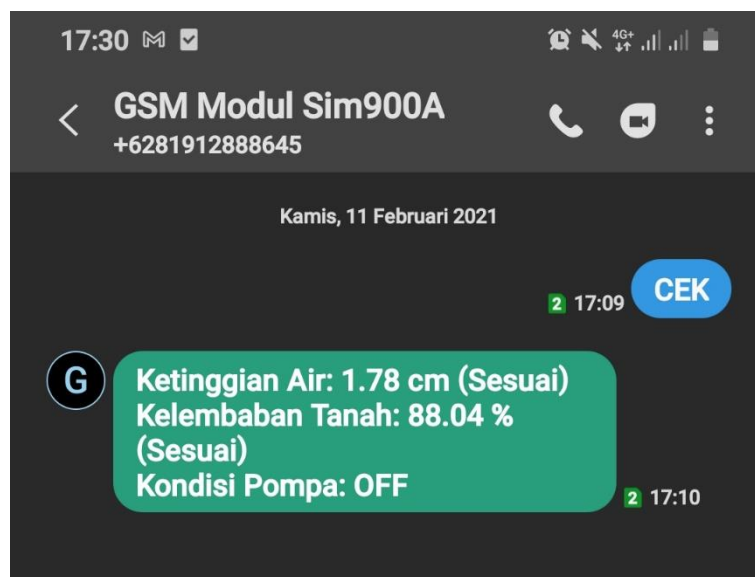 17:30
4G+
GSM Modul Sim900A
+6281912888645
Kamis, 11 Februari 2021
2 17:09 CEK
G
Ketinggian Air: 1.78 cm (Sesuai)
Kelembaban Tanah: 88.04 %
(Sesuai)
Kondisi Pompa: OFF
2 17:10